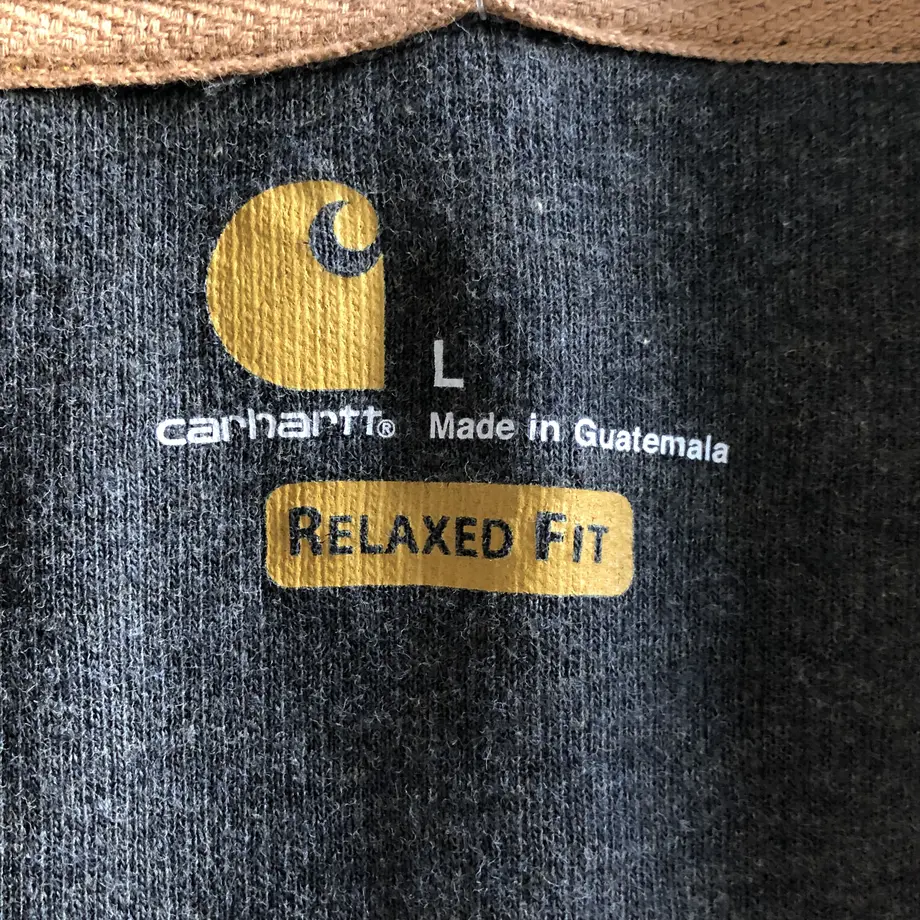 L
carhartt® Made in Guatemala
RELAXED FIT